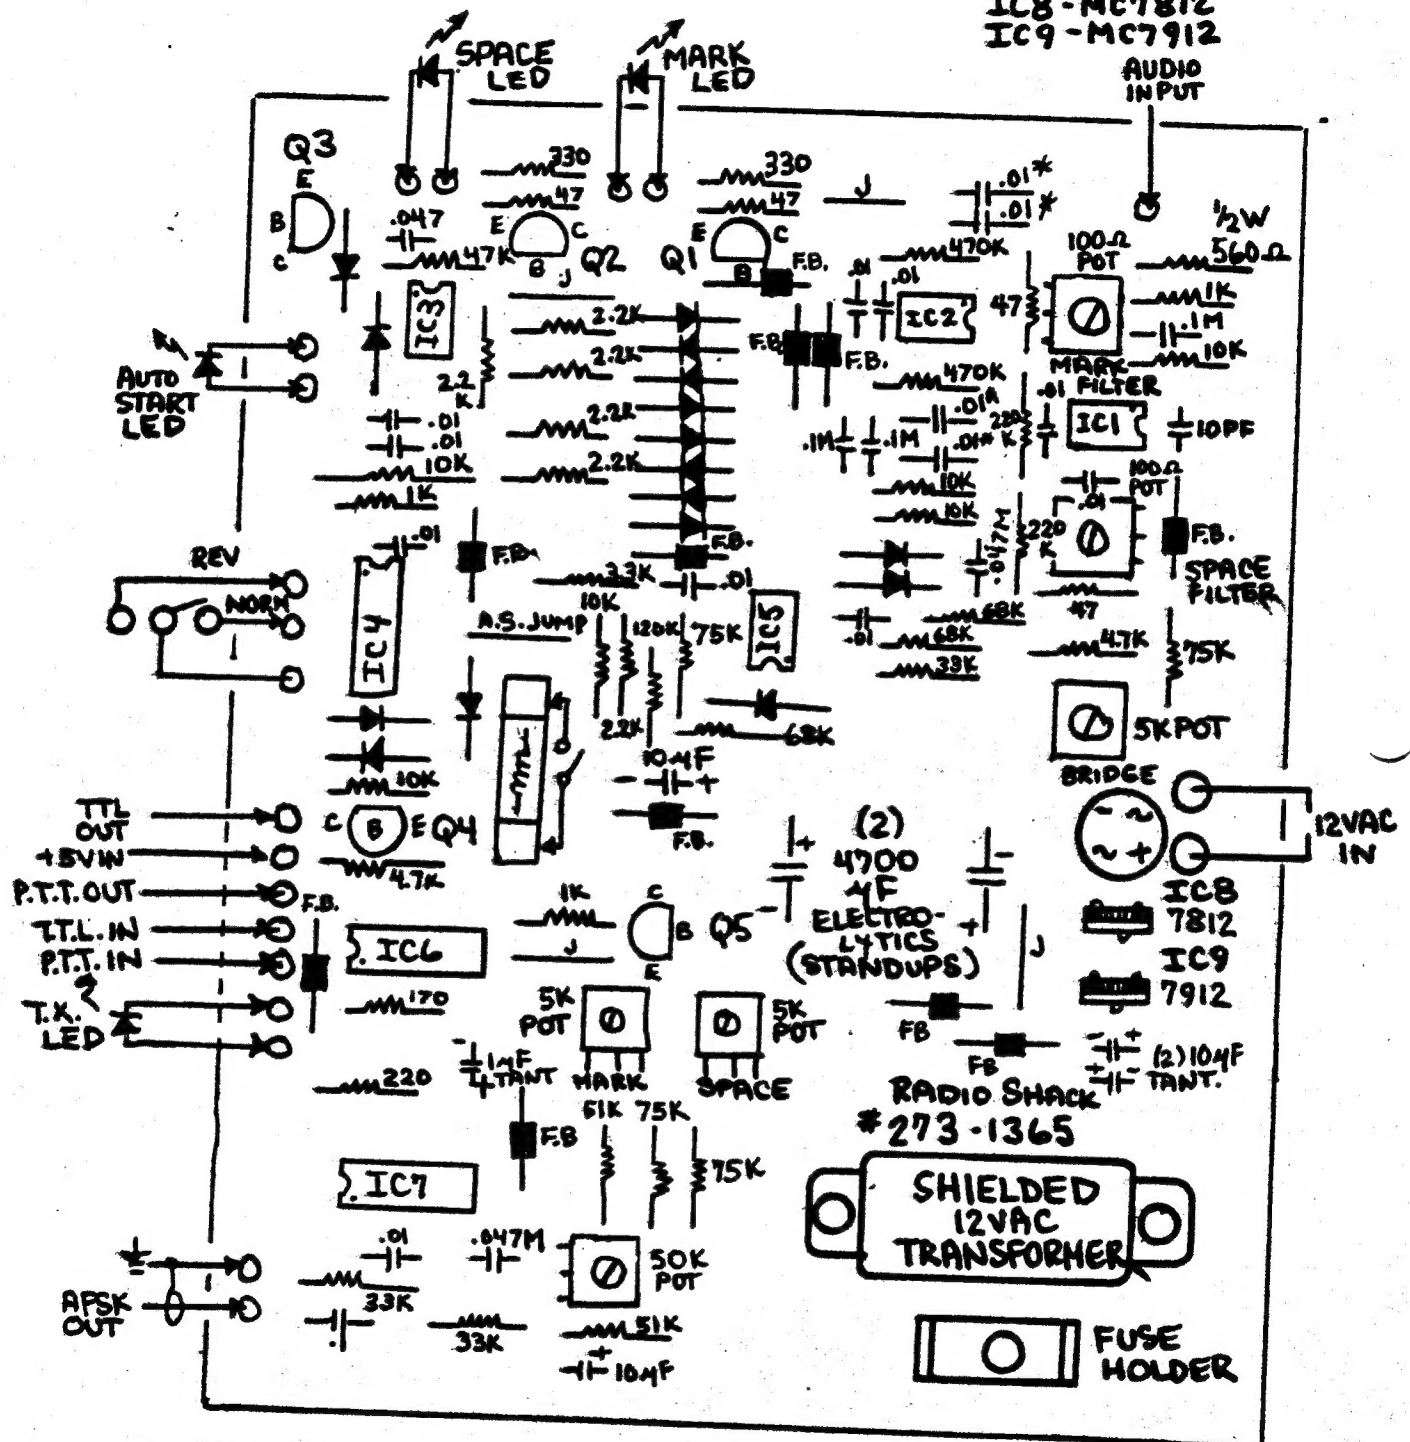 IC8-MC7812
IC9-MC7912
AUDIO
INPUT
SPACE
LED
MARK
LED
Q3
E
B
C
.047
47K
330
47
E
C
B
Q2
J
330
47
E
C
B
Q1
F.B.
J
.01*
.01*
470K
.01
.01
IC2
47
100Ω
POT
1/2W
560Ω
1K
.1M
10K
MARK
FILTER
IC3
2.2
K
2.2K
2.2K
2.2K
2.2K
F.B.
F.B.
F.B.
470K
.01*
.01*
.1M
.1M
220
K
.01
IC1
10PF
100Ω
POT
.01
10K
10K
.047M
220
K
F.B.
SPACE
FILTER
AUTO
START
LED
.01
.01
10K
1K
.01
F.B.
REV
NORM
IC4
A.S. JUMP
3.3K
.01
10K
120K
75K
IC5
.01
68K
68K
33K
47
4.7K
75K
2.2K
68K
10µF
- +
F.B.
5K POT
BRIDGE
- ~
~ +
12VAC
IN
10K
C B E Q4
4.7K
TTL
OUT
+5V IN
P.T.T. OUT
T.T.L. IN
P.T.T. IN
T.X.
LED
F.B.
IC6
170
1K
J
C
B
E
Q5
+
-
(2)
4700
µF
ELECTRO-
LYTICS
(STANDUPS)
-
+
J
IC8
7812
IC9
7912
5K
POT
MARK
5K
POT
SPACE
FB
FB
- +
+ -
(2) 10µF
TANT.
-
1µF
+ TANT
220
F.B
51K
75K
75K
RADIO SHACK
#273-1365
SHIELDED
12VAC
TRANSFORMER
IC7
.01
.047M
33K
.1
33K
50K
POT
51K
+
10µF
AFSK
OUT
FUSE
HOLDER